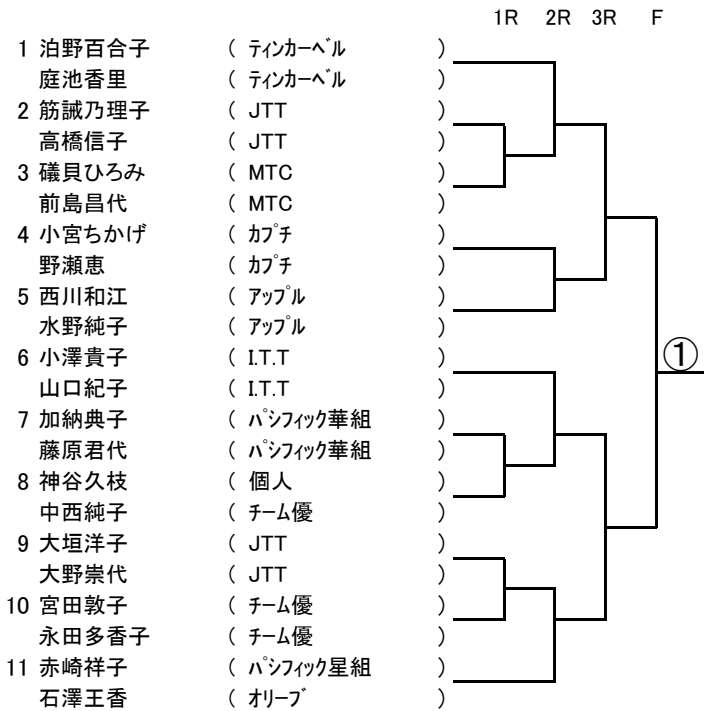 1R 2R 3R F
1 泊野百合子 ( ティンカーベル )
庭池香里 ( ティンカーベル )
2 筋誡乃理子 ( JTT )
高橋信子 ( JTT )
3 礒貝ひろみ ( MTC )
前島昌代 ( MTC )
4 小宮ちかげ ( カプチ )
野瀬恵 ( カプチ )
5 西川和江 ( アップル )
水野純子 ( アップル )
6 小澤貴子 ( I.T.T )
①
山口紀子 ( I.T.T )
7 加納典子 ( パシフィック華組 )
藤原君代 ( パシフィック華組 )
8 神谷久枝 ( 個人 )
中西純子 ( チーム優 )
9 大垣洋子 ( JTT )
大野崇代 ( JTT )
10 宮田敦子 ( チーム優 )
永田多香子 ( チーム優 )
11 赤崎祥子 ( パシフィック星組 )
石澤王香 ( オリーブ )